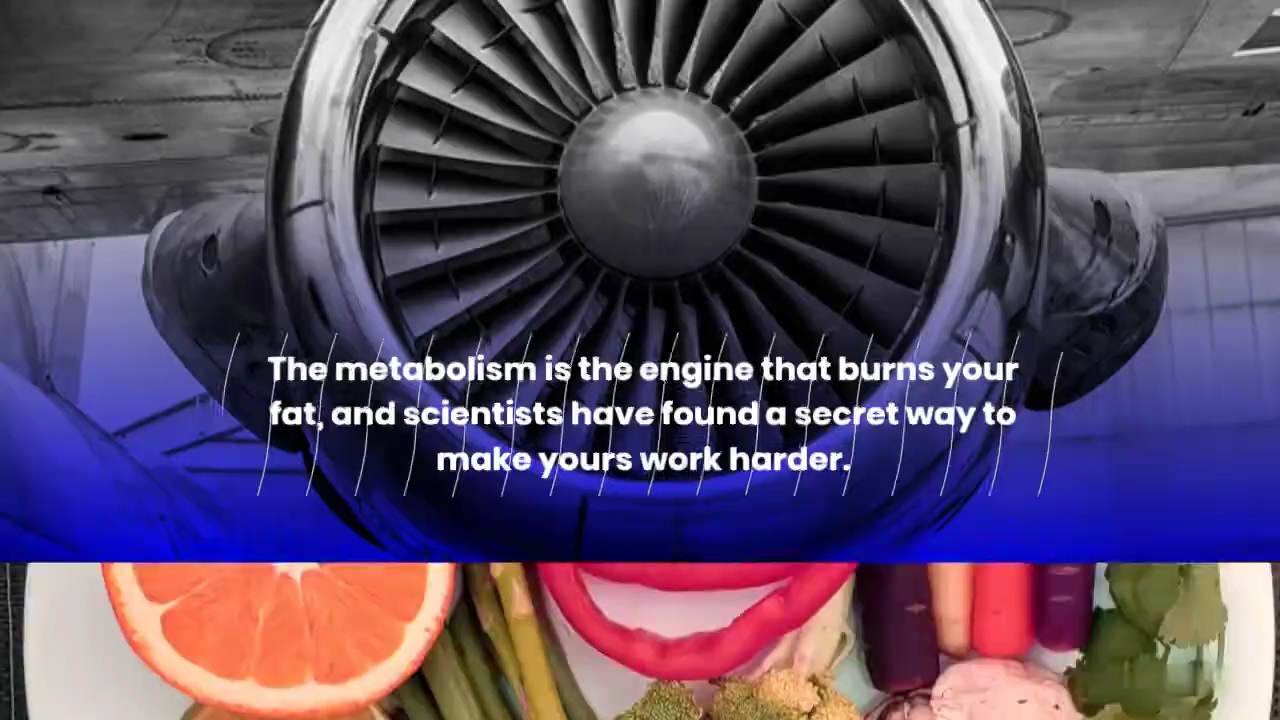 The metabolism is the engine that burns your
fat, and scientists have found a secret way to
make yours work harder.